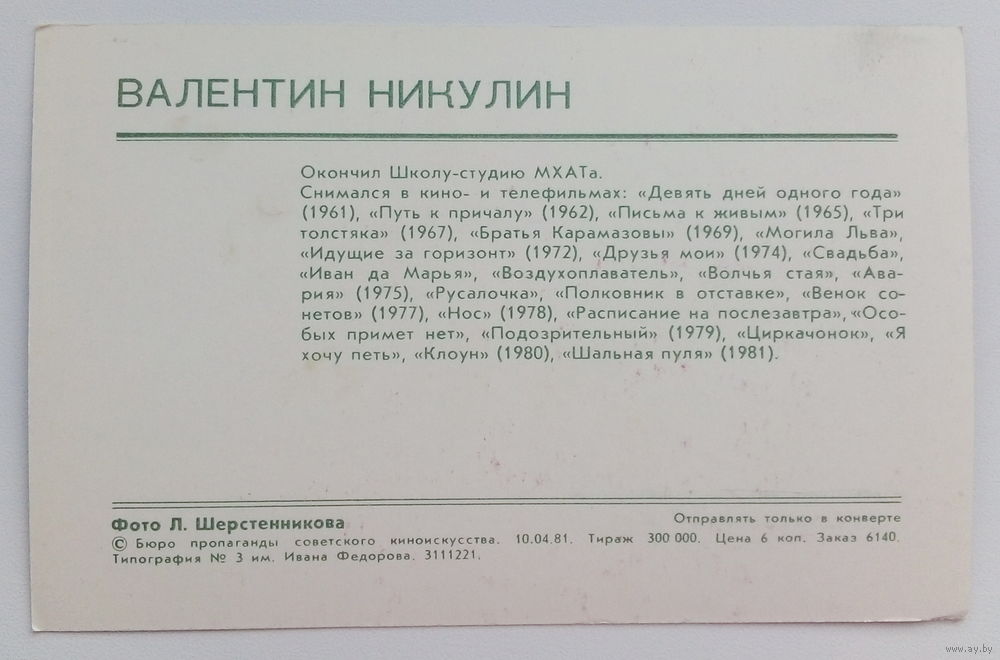 ВАЛЕНТИН НИКУЛИН
Окончил Школу-студию МХАТа.
Снимался в кино- и телефильмах: «Девять дней одного года»
(1961), «Путь к причалу» (1962), «Письма к живым» (1965), «Три
толстяка» (1967), «Братья Карамазовы» (1969), «Могила Льва»,
«Идущие за горизонт» (1972), «Друзья мои» (1974), «Свадьба»,
«Иван да Марья», «Воздухоплаватель», «Волчья стая», «Ава-
рия» (1975), «Русалочка», «Полковник в отставке», «Венок со-
нетов» (1977), «Нос» (1978), «Расписание на послезавтра», «Осо-
бых примет нет», «Подозрительный» (1979), «Циркачонок», «Я
хочу петь», «Клоун» (1980), «Шальная пуля» (1981).
Фото Л. Шерстенникова
Отправлять только в конверте
© Бюро пропаганды советского киноискусства. 10.04.81. Тираж 300 000. Цена 6 коп. Заказ 6140.
Типография № 3 им. Ивана Федорова. 3111221.
www.ay.by